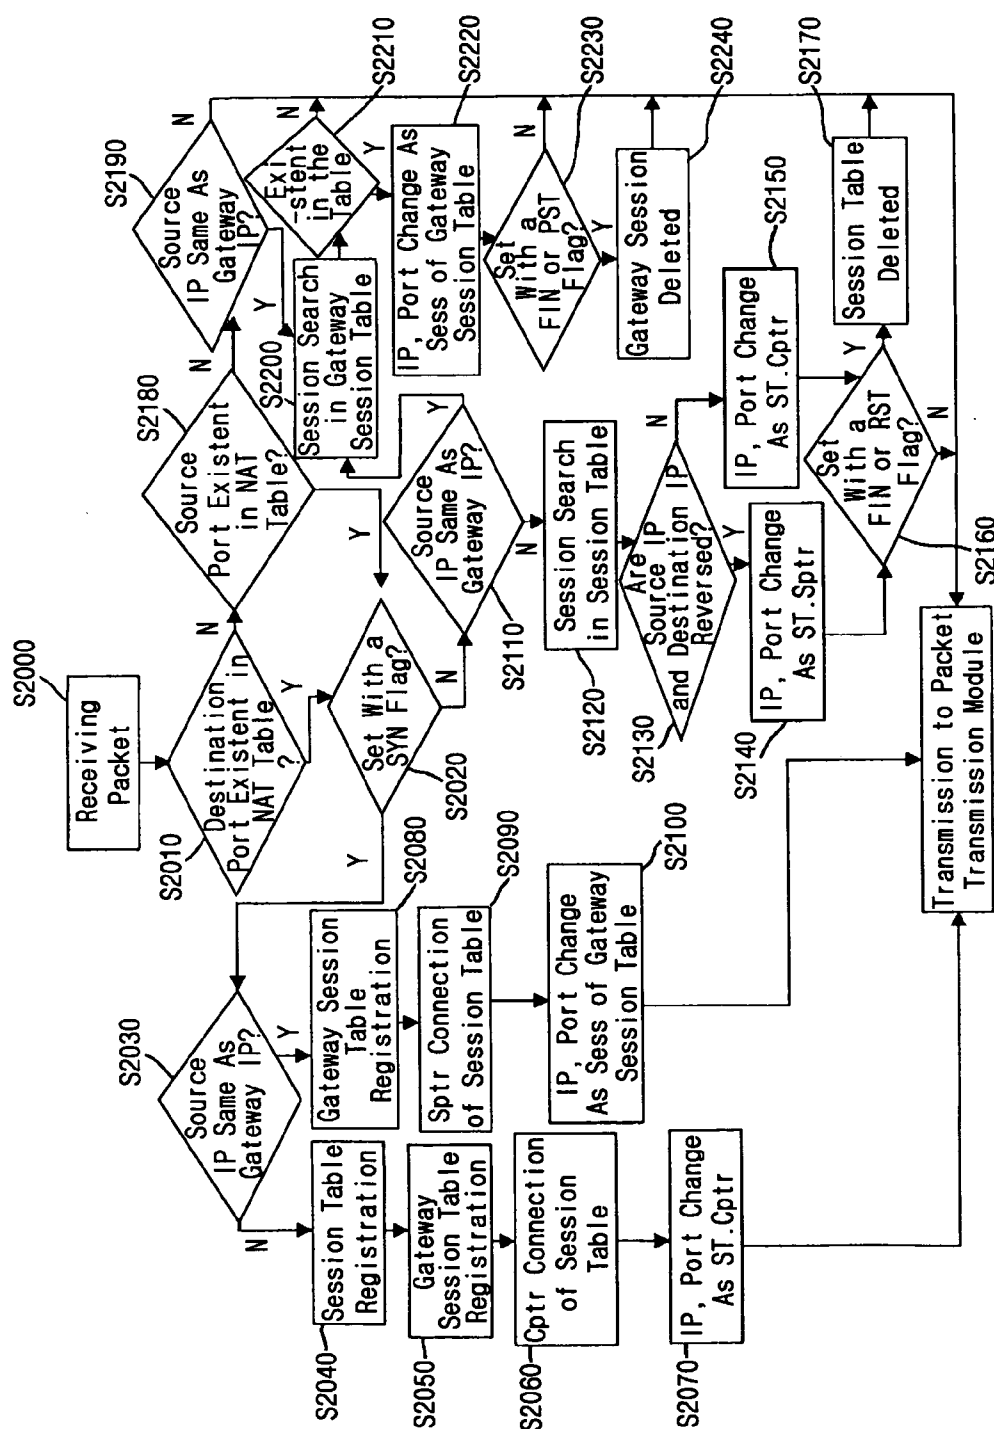 S2000
Receiving
Packet
S2010
Destination
Port Existent in
NAT Table
?
N
Y
S2180
Source
Port Existent
in NAT
Table?
N
Y
S2190
Source
IP Same As
Gateway
IP?
N
Y
S2200
Session Search
in Gateway
Session Table
S2210
Exi
-stent
in the
Table
N
Y
S2220
IP, Port Change As
Sess of Gateway
Session Table
S2230
Set
With a
FIN or PST
Flag?
N
Y
S2240
Gateway Session
Deleted
S2020
Set With a
SYN Flag?
Y
N
S2110
Source
IP Same As
Gateway IP?
Y
N
S2120
Session Search
in Session Table
S2130
Are
Source IP
and Destination IP
Reversed?
N
Y
S2140
IP, Port Change
As ST.Sptr
S2150
IP, Port Change
As ST.Cptr
S2160
Set
With a
FIN or RST
Flag?
Y
N
S2170
Session Table
Deleted
S2030
Source
IP Same As
Gateway IP?
Y
N
S2080
Gateway Session
Table
Registration
S2090
Sptr Connection
of Session Table
S2100
IP, Port Change
As Sess of Gateway
Session Table
S2040
Session Table
Registration
S2050
Gateway
Session Table
Registration
S2060
Cptr Connection
of Session
Table
S2070
IP, Port Change
As ST.Cptr
Transmission to Packet
Transmission Module